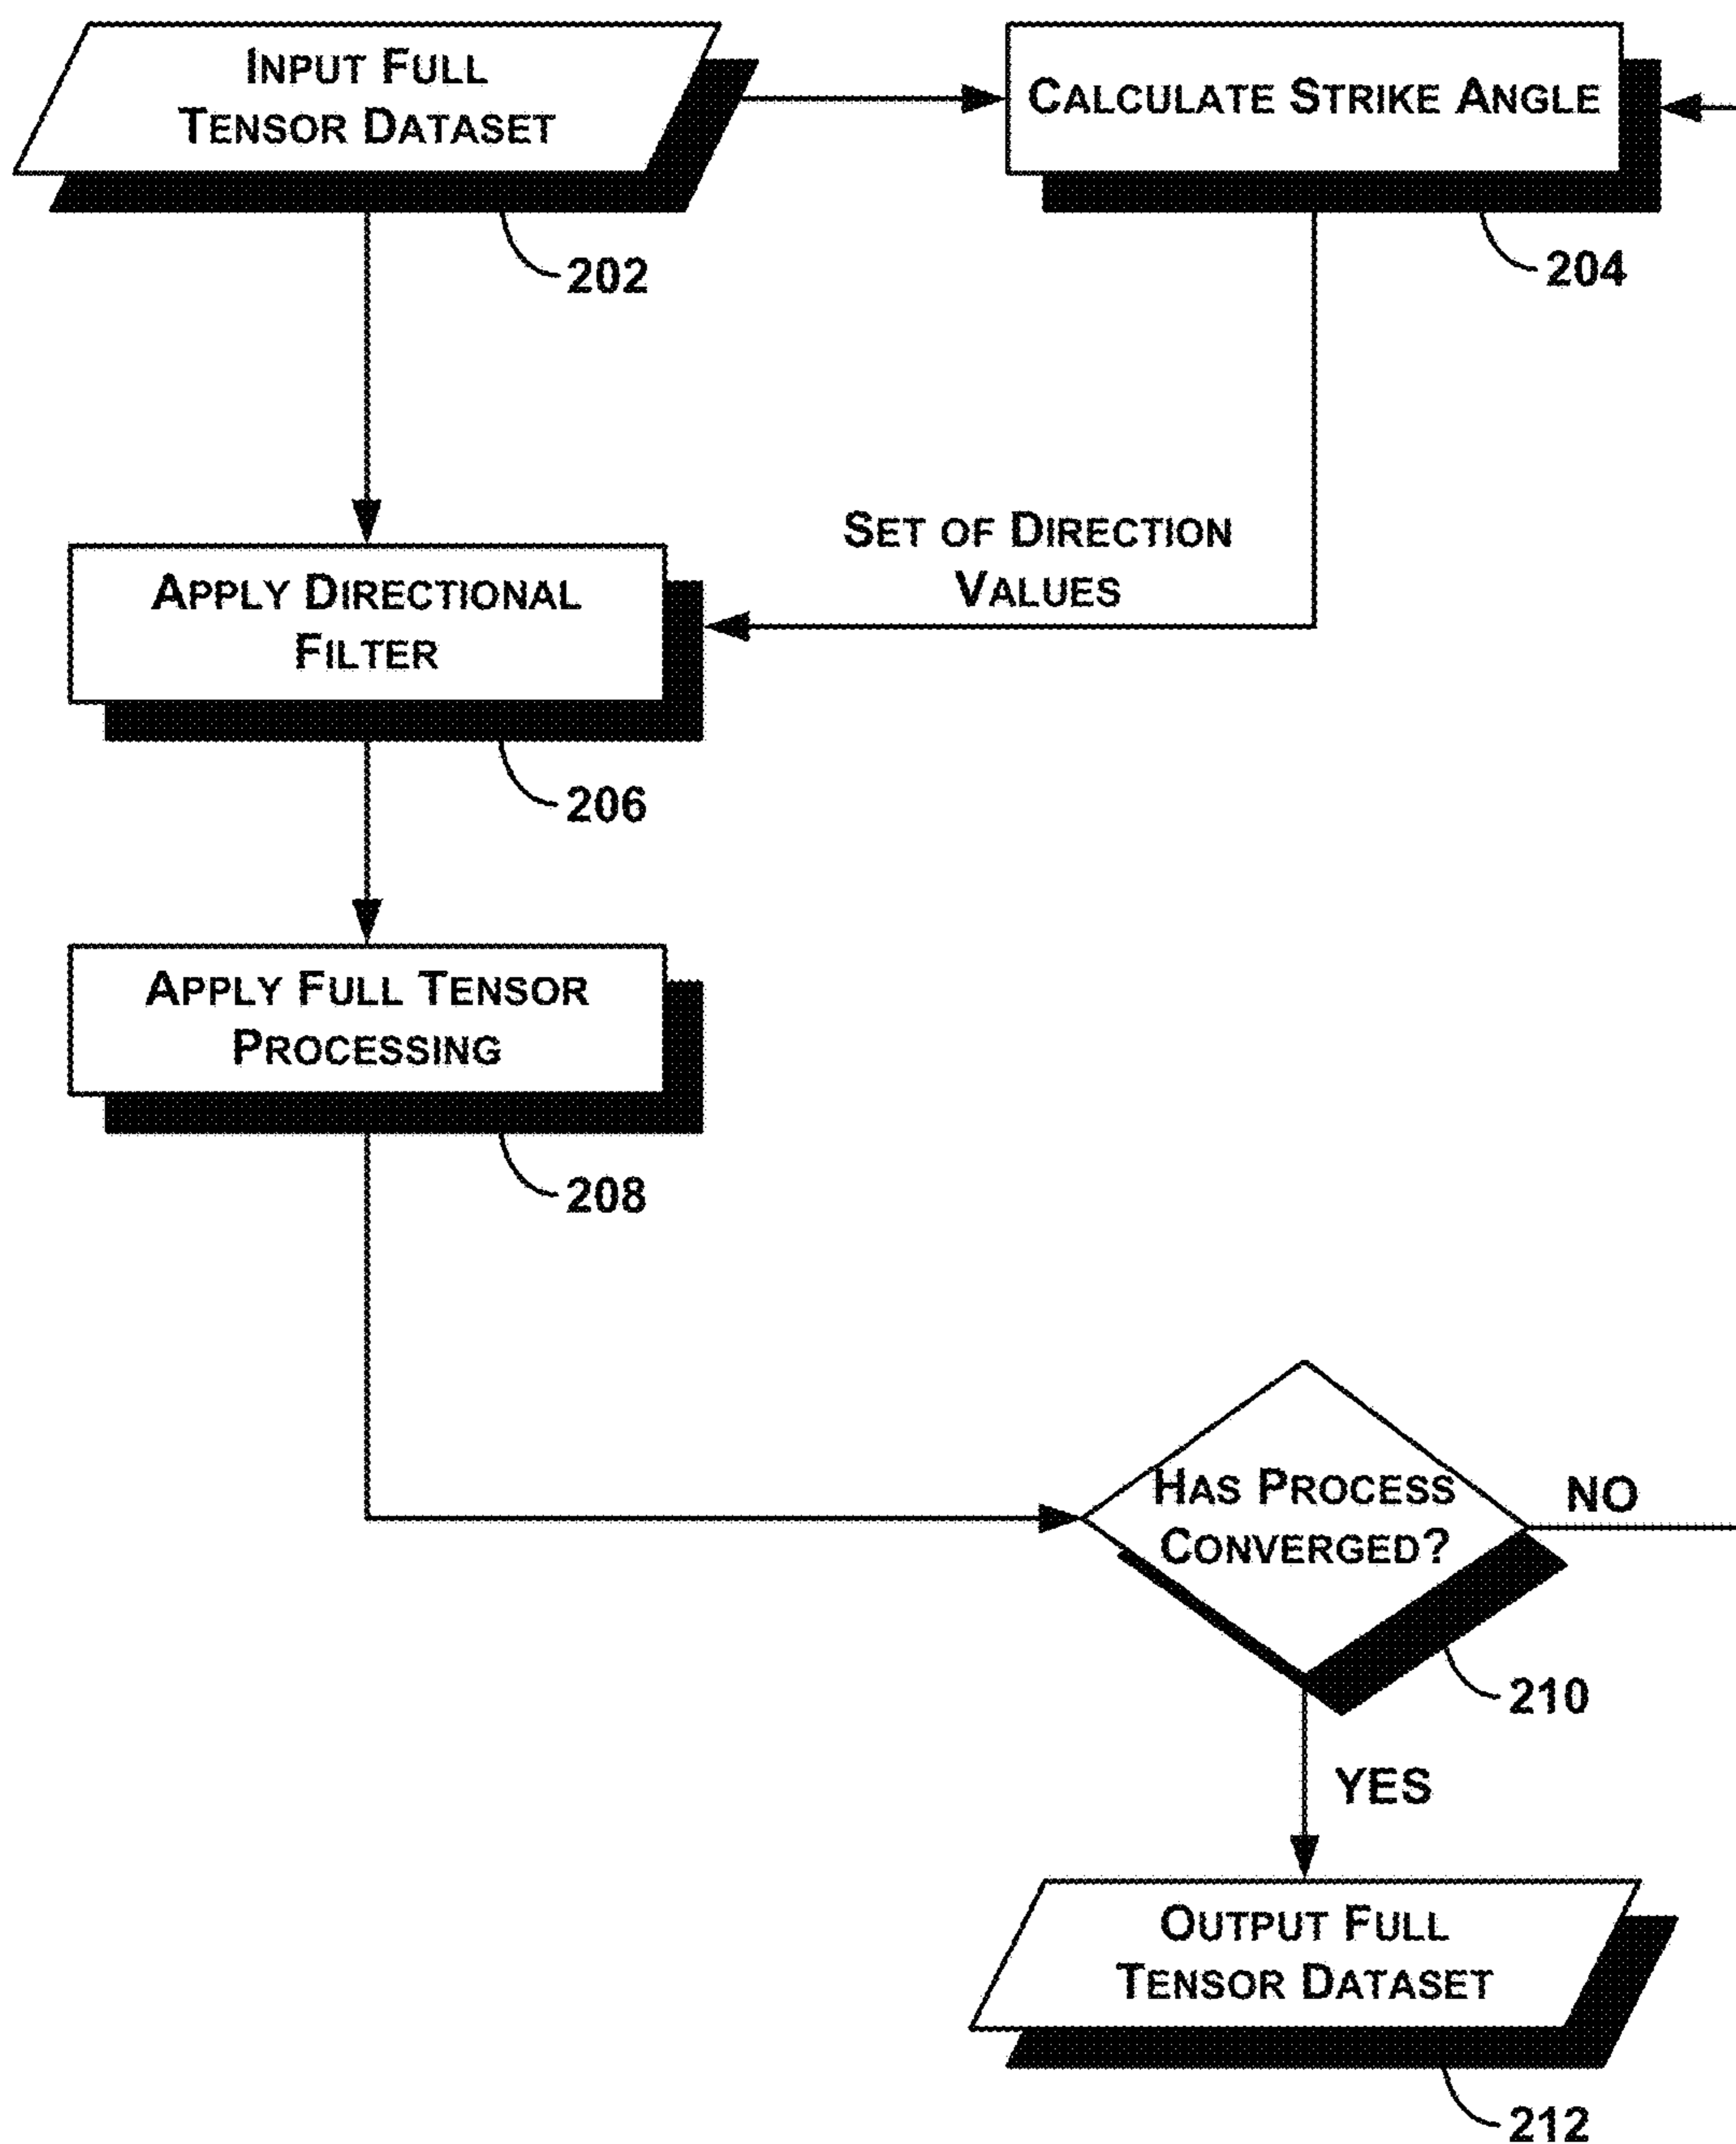 INPUT FULL
TENSOR DATASET
202
CALCULATE STRIKE ANGLE
204
SET OF DIRECTION
VALUES
APPLY DIRECTIONAL
FILTER
206
APPLY FULL TENSOR
PROCESSING
208
HAS PROCESS
CONVERGED?
NO
210
YES
OUTPUT FULL
TENSOR DATASET
212